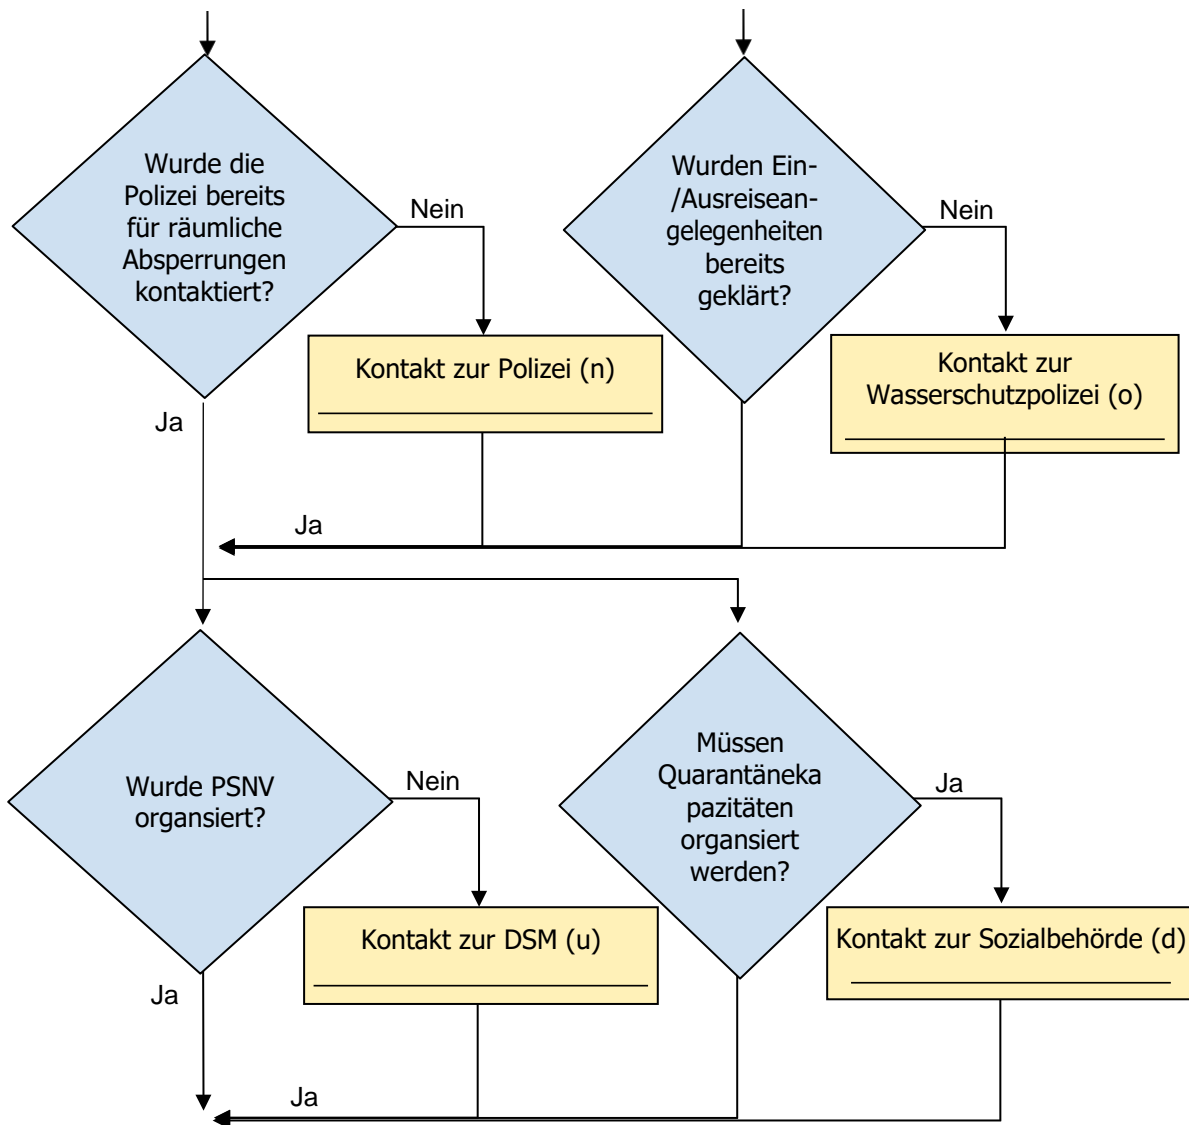 Wurde die
Polizei bereits
für räumliche
Absperrungen
kontaktiert?
Nein
Kontakt zur Polizei (n)
Ja
Wurden Ein-
/Ausreisean-
gelegenheiten
bereits
geklärt?
Nein
Kontakt zur
Wasserschutzpolizei (o)
Ja
Wurde PSNV
organsiert?
Nein
Kontakt zur DSM (u)
Ja
Müssen
Quarantäneka
pazitäten
organsiert
werden?
Ja
Kontakt zur Sozialbehörde (d)
Ja